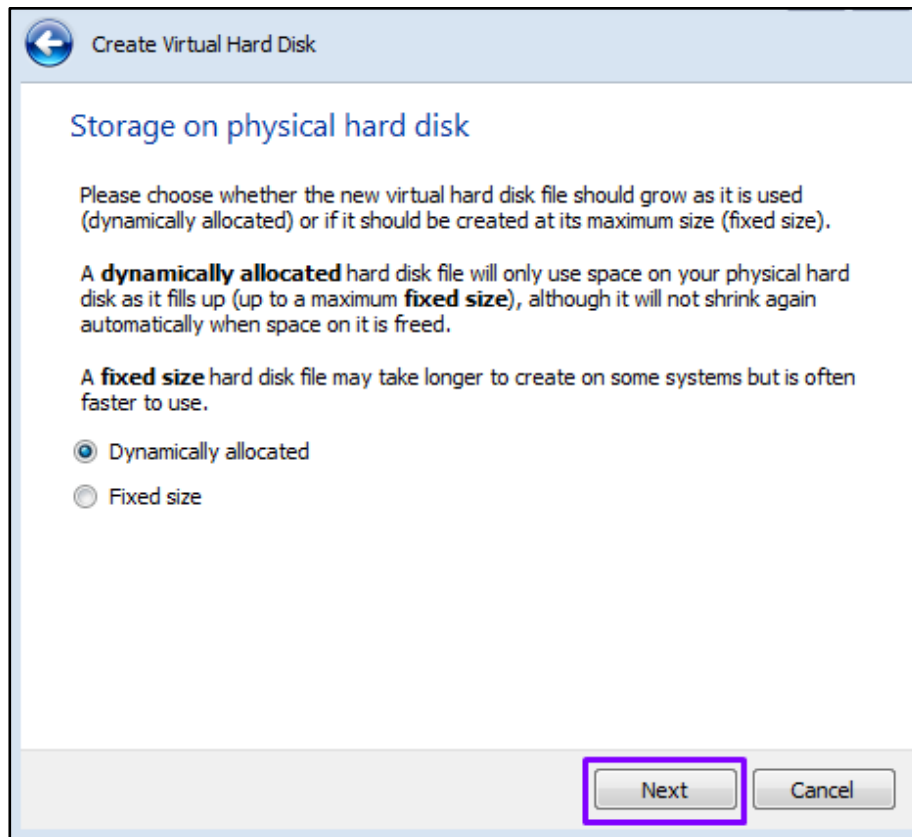 Create Virtual Hard Disk
Storage on physical hard disk
Please choose whether the new virtual hard disk file should grow as it is used
(dynamically allocated) or if it should be created at its maximum size (fixed size).
A dynamically allocated hard disk file will only use space on your physical hard
disk as it fills up (up to a maximum fixed size), although it will not shrink again
automatically when space on it is freed.
A fixed size hard disk file may take longer to create on some systems but is often
faster to use.
Dynamically allocated
Fixed size
Next Cancel